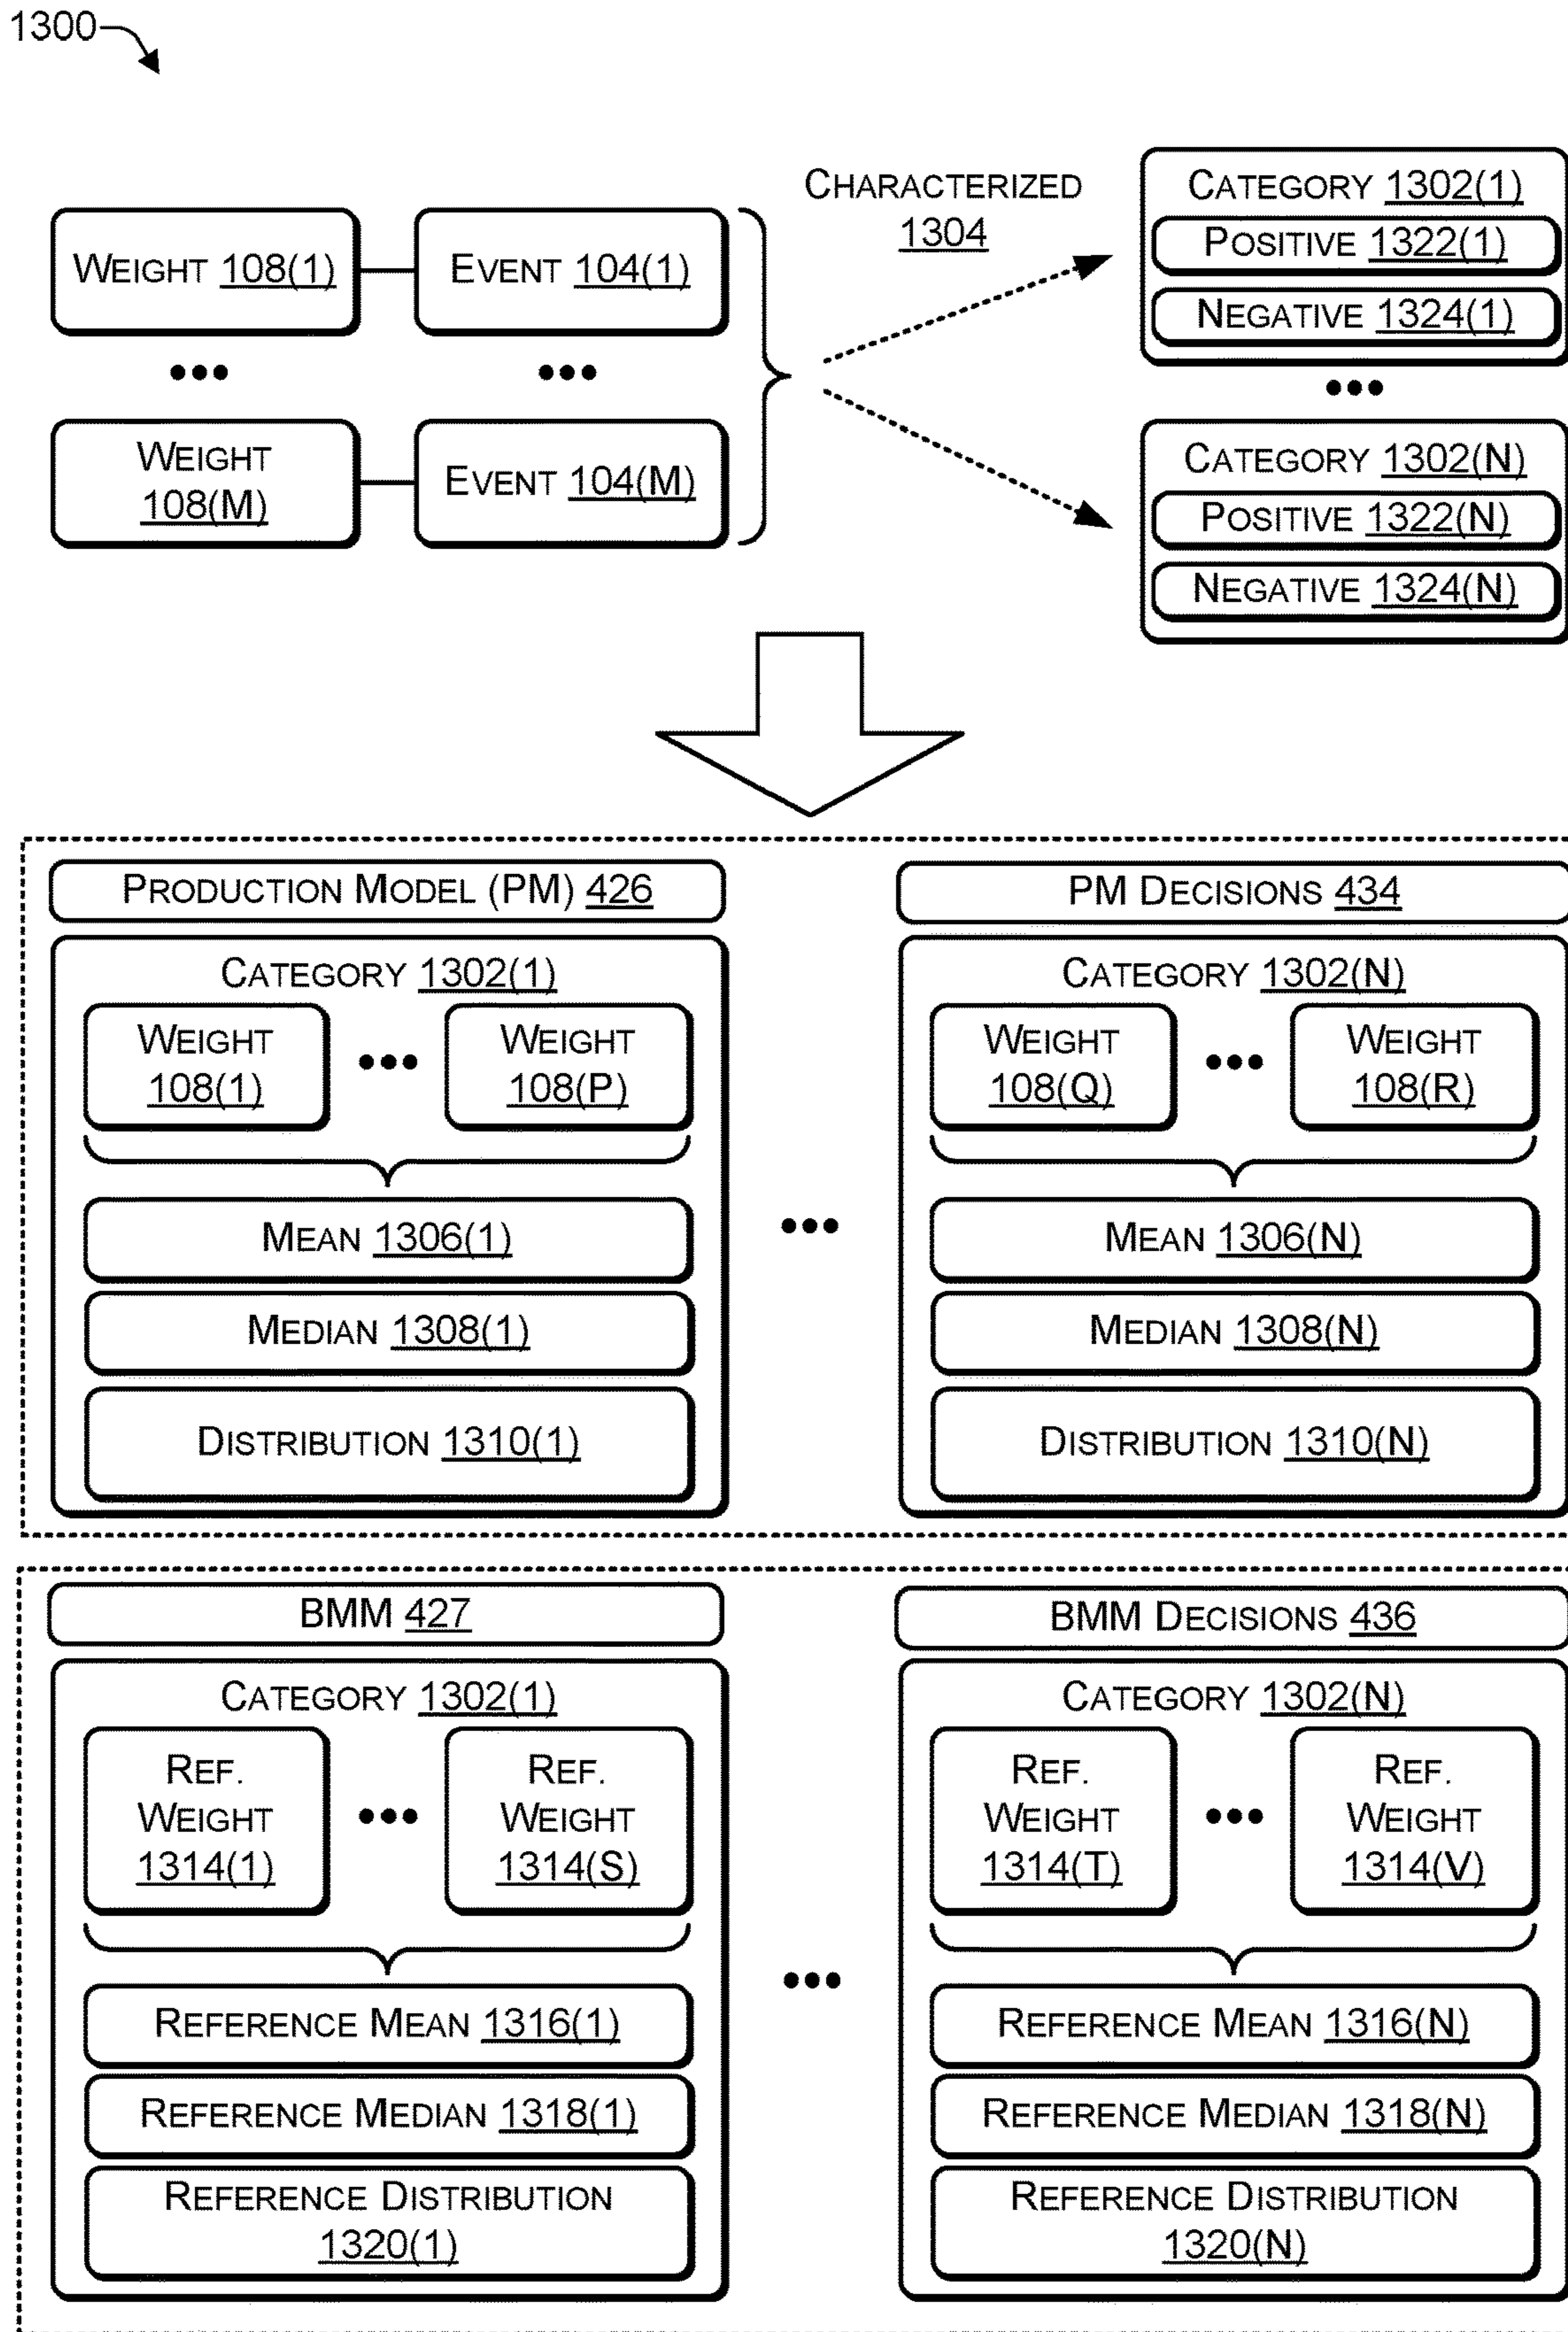 1300
CHARACTERIZED
1304
WEIGHT 108(1)
EVENT 104(1)
•••
•••
WEIGHT
108(M)
EVENT 104(M)
CATEGORY 1302(1)
POSITIVE 1322(1)
NEGATIVE 1324(1)
•••
CATEGORY 1302(N)
POSITIVE 1322(N)
NEGATIVE 1324(N)
PRODUCTION MODEL (PM) 426
CATEGORY 1302(1)
WEIGHT
108(1)
•••
WEIGHT
108(P)
MEAN 1306(1)
MEDIAN 1308(1)
DISTRIBUTION 1310(1)
•••
PM DECISIONS 434
CATEGORY 1302(N)
WEIGHT
108(Q)
•••
WEIGHT
108(R)
MEAN 1306(N)
MEDIAN 1308(N)
DISTRIBUTION 1310(N)
BMM 427
CATEGORY 1302(1)
REF.
WEIGHT
1314(1)
•••
REF.
WEIGHT
1314(S)
REFERENCE MEAN 1316(1)
REFERENCE MEDIAN 1318(1)
REFERENCE DISTRIBUTION
1320(1)
•••
BMM DECISIONS 436
CATEGORY 1302(N)
REF.
WEIGHT
1314(T)
•••
REF.
WEIGHT
1314(V)
REFERENCE MEAN 1316(N)
REFERENCE MEDIAN 1318(N)
REFERENCE DISTRIBUTION
1320(N)